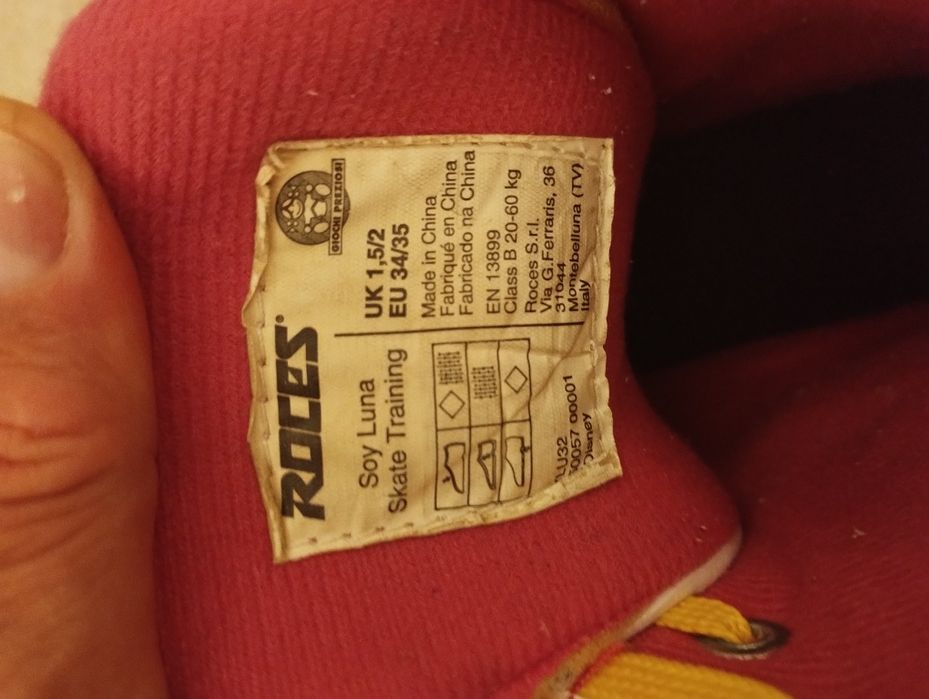 ROCES
Soy Luna
Skate Training
GIOCHI PREZIOSI
UK 1,5/2
EU 34/35
Made in China
Fabriqué en China
Fabricado na China
EN 13899
Class B 20-60 kg
Roces S.r.l.
Via G.Ferraris, 36
31044
Montebelluna (TV)
Italy
LU32
0057 00001
Disney